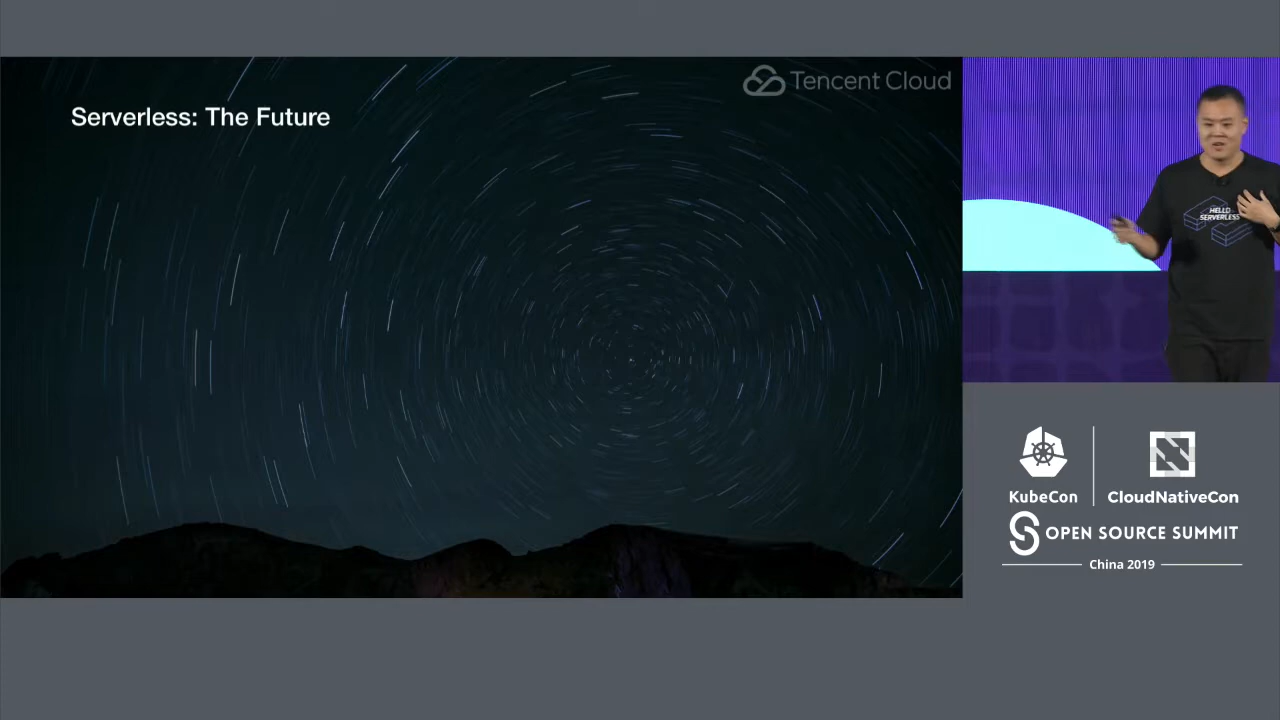 Tencent Cloud
Serverless: The Future
HELLO
SERVERLESS
KubeCon
CloudNativeCon
OPEN SOURCE SUMMIT
China 2019